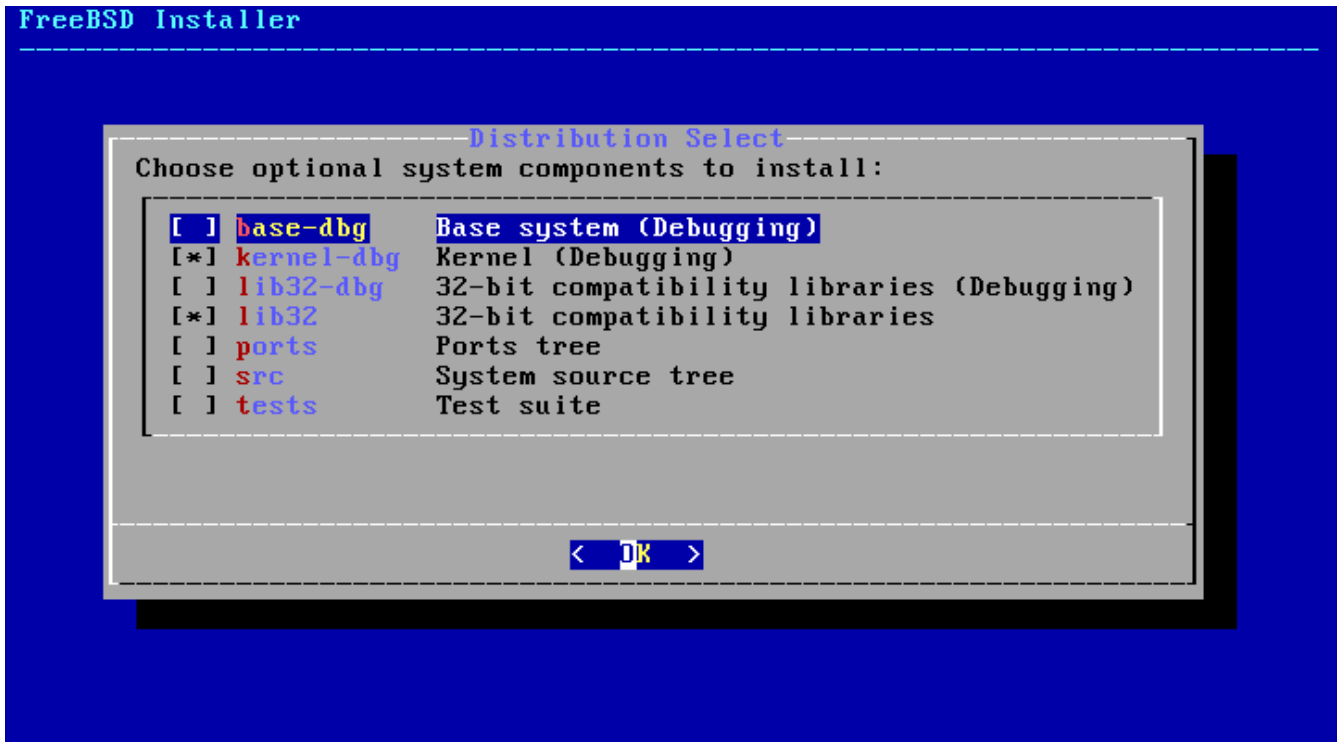 FreeBSD Installer
Distribution Select
Choose optional system components to install:
[ ] base-dbg Base system (Debugging)
[*] kernel-dbg Kernel (Debugging)
[ ] lib32-dbg 32-bit compatibility libraries (Debugging)
[*] lib32 32-bit compatibility libraries
[ ] ports Ports tree
[ ] src System source tree
[ ] tests Test suite
< OK >